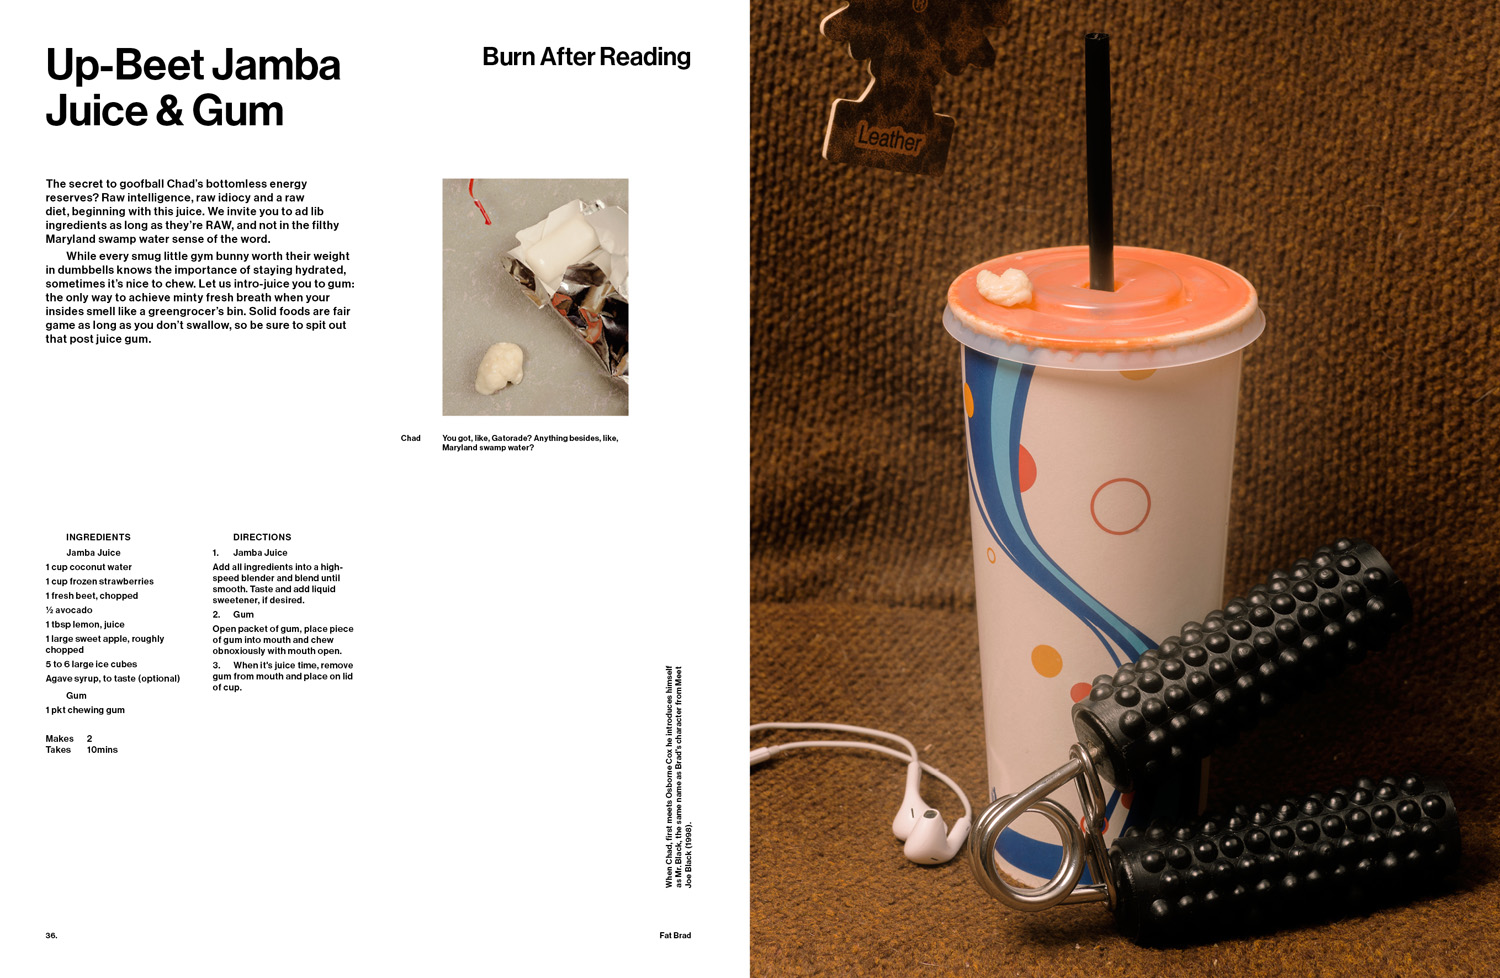 Up-Beet Jamba
Juice & Gum
Burn After Reading
The secret to goofball Chad's bottomless energy
reserves? Raw intelligence, raw idiocy and a raw
diet, beginning with this juice. We invite you to ad lib
ingredients as long as they're RAW, and not in the filthy
Maryland swamp water sense of the word.
While every smug little gym bunny worth their weight
in dumbbells knows the importance of staying hydrated,
sometimes it's nice to chew. Let us intro-juice you to gum:
the only way to achieve minty fresh breath when your
insides smell like a greengrocer's bin. Solid foods are fair
game as long as you don't swallow, so be sure to spit out
that post juice gum.
Chad
You got, like, Gatorade? Anything besides, like,
Maryland swamp water?
INGREDIENTS
Jamba Juice
1 cup coconut water
1 cup frozen strawberries
1 fresh beet, chopped
½ avocado
1 tbsp lemon, juice
1 large sweet apple, roughly
chopped
5 to 6 large ice cubes
Agave syrup, to taste (optional)
Gum
1 pkt chewing gum
Makes 2
Takes 10mins
DIRECTIONS
1. Jamba Juice
Add all ingredients into a high-
speed blender and blend until
smooth. Taste and add liquid
sweetener, if desired.
2. Gum
Open packet of gum, place piece
of gum into mouth and chew
obnoxiously with mouth open.
3. When it's juice time, remove
gum from mouth and place on lid
of cup.
When Chad, first meets Osborne Cox he introduces himself
as Mr. Black, the same name as Brad's character from Meet
Joe Black (1998).
36.
Fat Brad
®
Leather